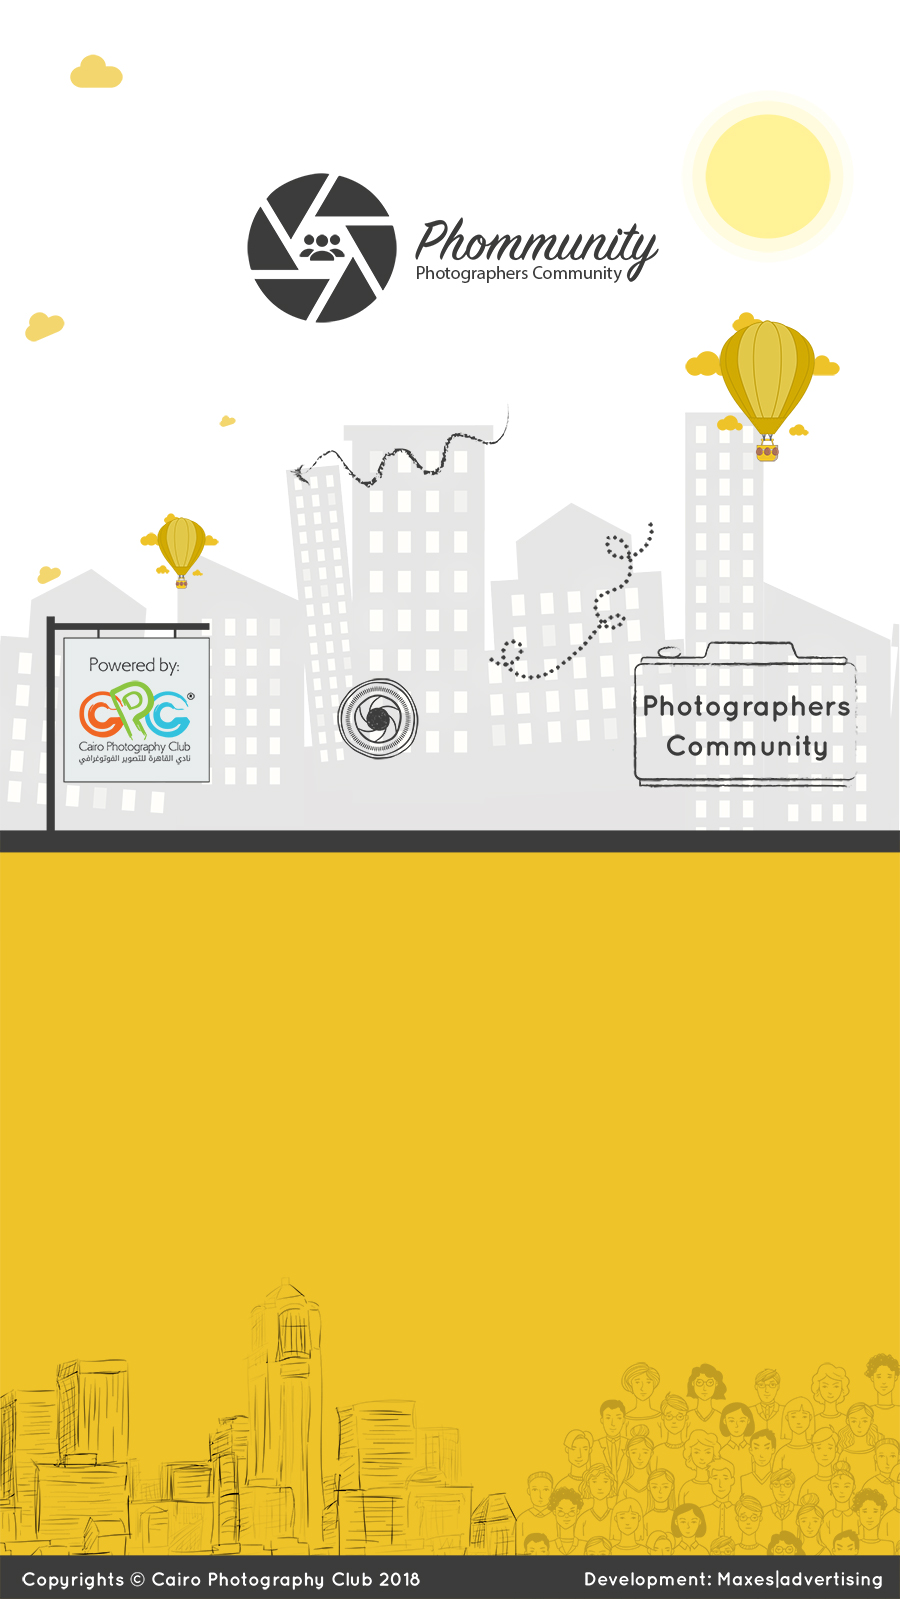 Phommunity
Photographers Community
Powered by:
CPC®
Cairo Photography Club
نادي القاهرة للتصوير الفوتوغرافي
Photographers
Community
Copyrights © Cairo Photography Club 2018
Development: Maxes|advertising